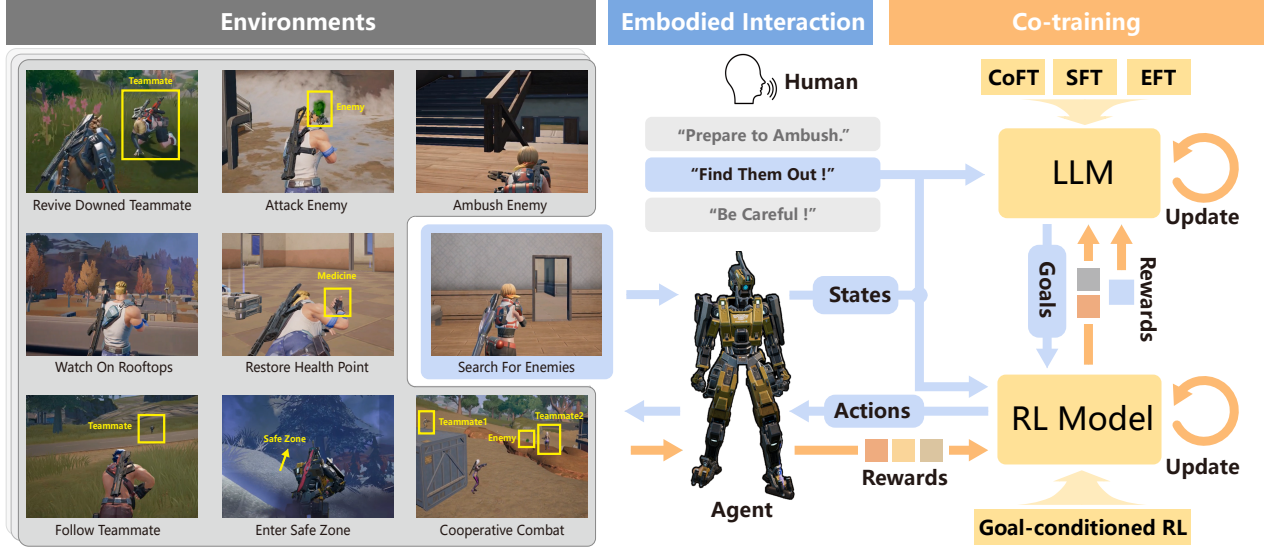 Environments
Embodied Interaction
Co-training
Teammate
Revive Downed Teammate
Enemy
Attack Enemy
Ambush Enemy
Watch On Rooftops
Medicine
Restore Health Point
Search For Enemies
Teammate
Follow Teammate
Safe Zone
Enter Safe Zone
Teammate1
Enemy
Teammate2
Cooperative Combat
Human
“Prepare to Ambush.”
“Find Them Out !”
“Be Careful !”
States
Actions
Rewards
Agent
CoFT
SFT
EFT
LLM
Update
Goals
Rewards
RL Model
Update
Goal-conditioned RL